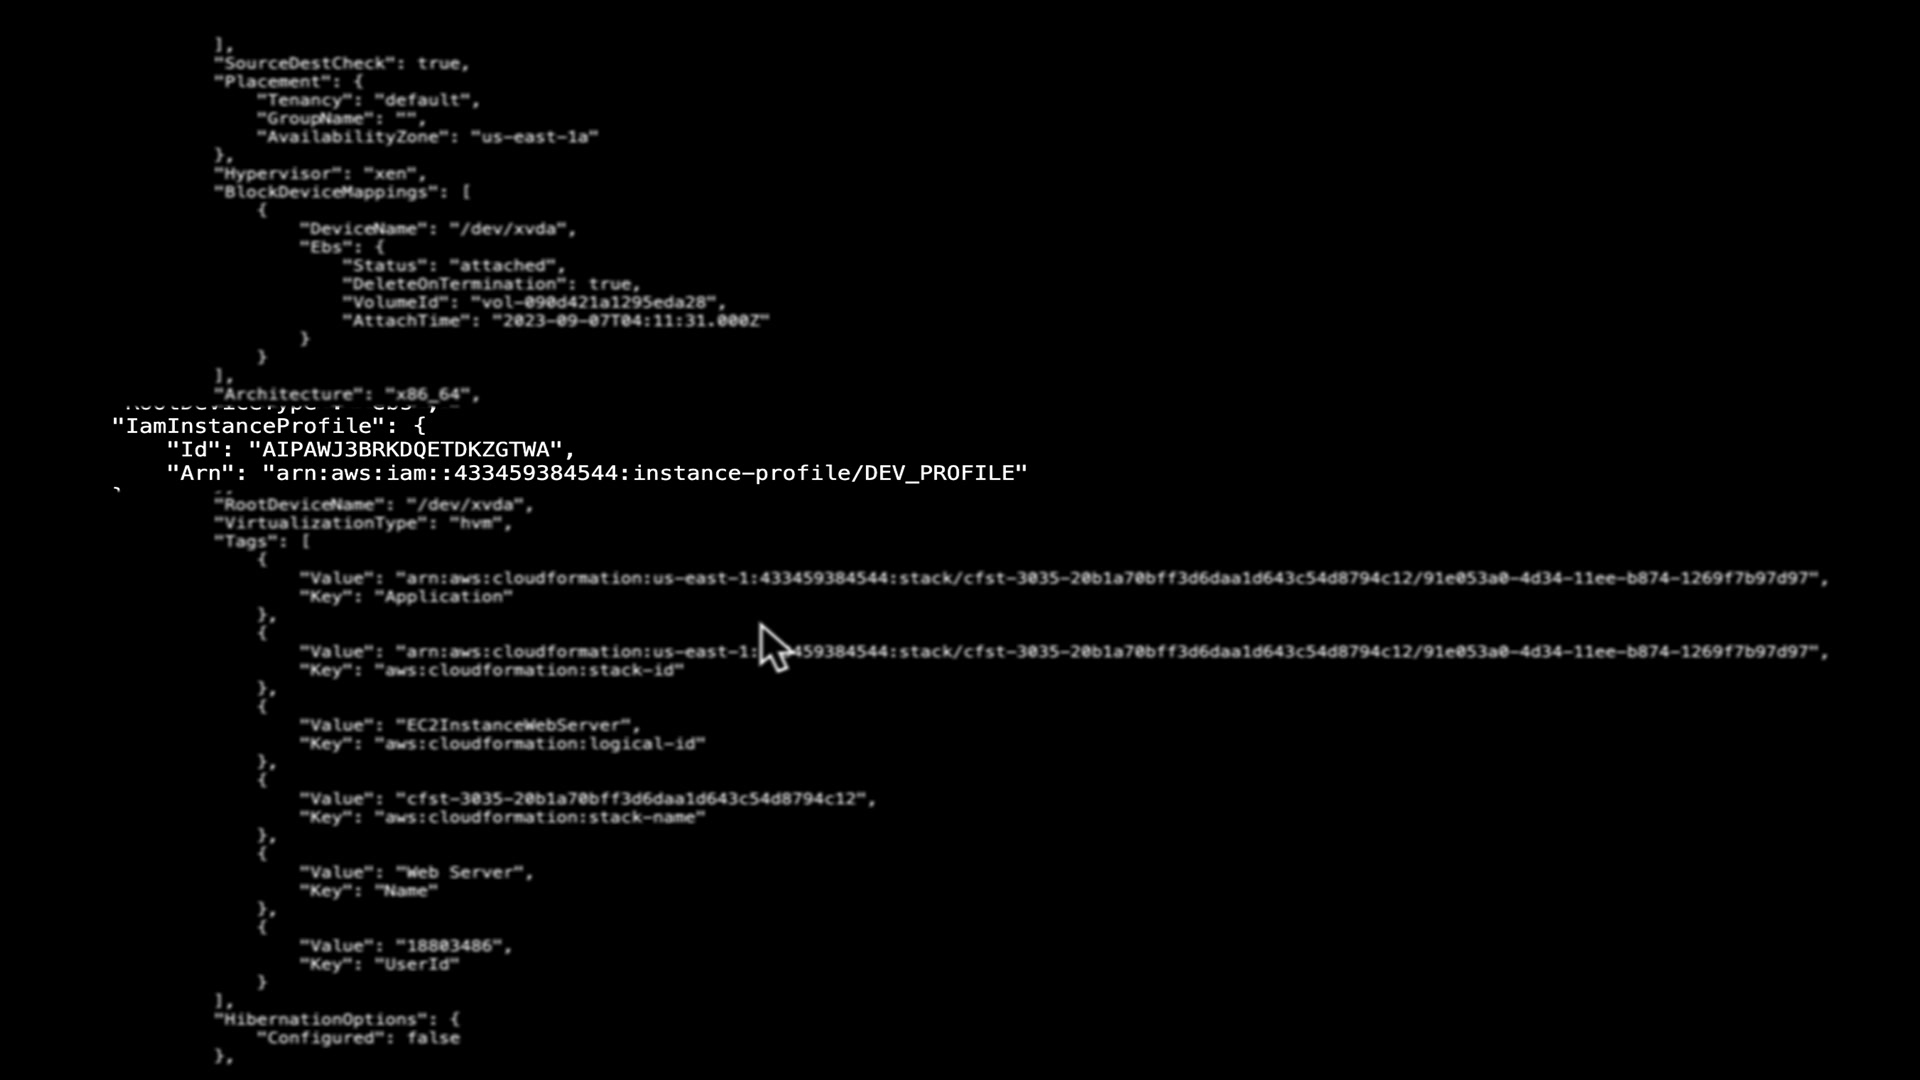 ],
"SourceDestCheck": true,
"Placement": {
"Tenancy": "default",
"GroupName": "",
"AvailabilityZone": "us-east-1a"
},
"Hypervisor": "xen",
"BlockDeviceMappings": [
{
"DeviceName": "/dev/xvda",
"Ebs": {
"Status": "attached",
"DeleteOnTermination": true,
"VolumeId": "vol-090d421a1295eda28",
"AttachTime": "2023-09-07T04:11:31.000Z"
}
}
],
"Architecture": "x86_64",
"RootDeviceType": "ebs",
"IamInstanceProfile": {
"Id": "AIPAWJ3BRKDQETDKZGTWA",
"Arn": "arn:aws:iam::433459384544:instance-profile/DEV_PROFILE"
},
"RootDeviceName": "/dev/xvda",
"VirtualizationType": "hvm",
"Tags": [
{
"Value": "arn:aws:cloudformation:us-east-1:433459384544:stack/cfst-3035-20b1a70bff3d6daa1d643c54d8794c12/91e053a0-4d34-11ee-b874-1269f7b97d97",
"Key": "Application"
},
{
"Value": "arn:aws:cloudformation:us-east-1:459384544:stack/cfst-3035-20b1a70bff3d6daa1d643c54d8794c12/91e053a0-4d34-11ee-b874-1269f7b97d97",
"Key": "aws:cloudformation:stack-id"
},
{
"Value": "EC2InstanceWebServer",
"Key": "aws:cloudformation:logical-id"
},
{
"Value": "cfst-3035-20b1a70bff3d6daa1d643c54d8794c12",
"Key": "aws:cloudformation:stack-name"
},
{
"Value": "Web Server",
"Key": "Name"
},
{
"Value": "18803486",
"Key": "UserId"
}
],
"HibernationOptions": {
"Configured": false
},